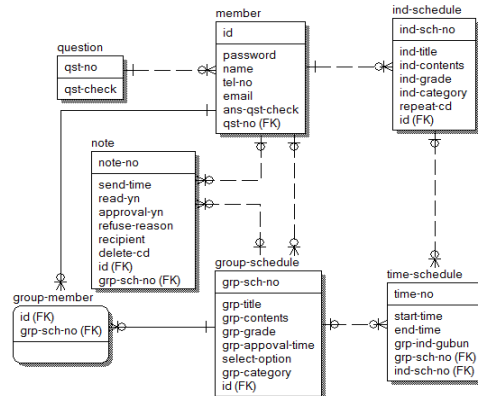 member
id
password
name
tel-no
email
ans-qst-check
qst-no (FK)
ind-schedule
ind-sch-no
ind-title
ind-contents
ind-grade
ind-category
repeat-cd
id (FK)
question
qst-no
qst-check
note
note-no
send-time
read-yn
approval-yn
refuse-reason
recipient
delete-cd
id (FK)
grp-sch-no (FK)
group-schedule
grp-sch-no
grp-title
grp-contents
grp-grade
grp-appoval-time
select-option
grp-category
id (FK)
time-schedule
time-no
start-time
end-time
grp-ind-gubun
grp-sch-no (FK)
ind-sch-no (FK)
group-member
id (FK)
grp-sch-no (FK)